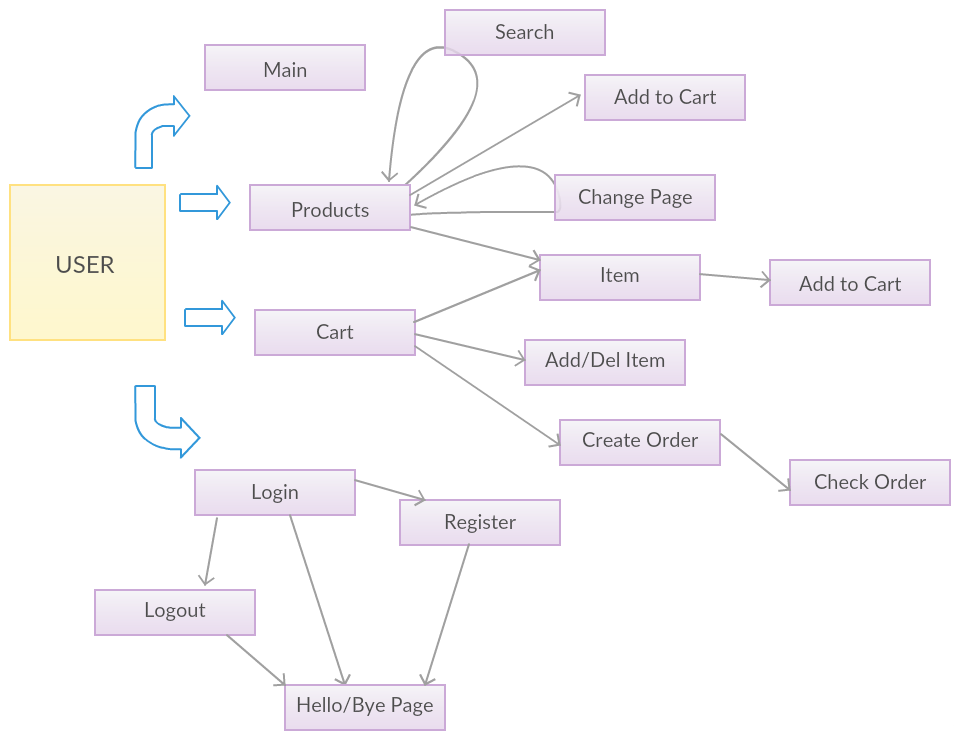 Search
Main
Add to Cart
Change Page
Products
USER
Item
Add to Cart
Cart
Add/Del Item
Create Order
Check Order
Login
Register
Logout
Hello/Bye Page